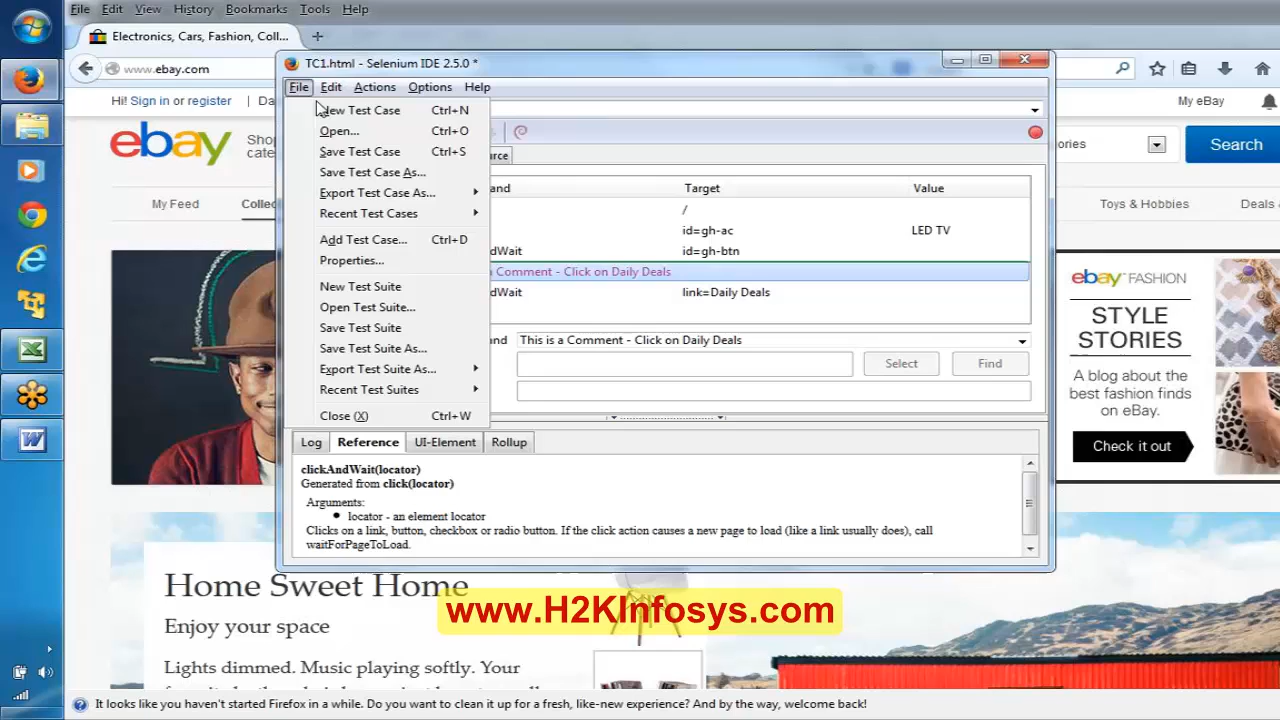 File Edit View History Bookmarks Tools Help
Electronics, Cars, Fashion, Coll...
www.ebay.com
TC1.html - Selenium IDE 2.5.0 *
File Edit Actions Options Help
Hi! Sign in or register
My eBay
ebay
Search
My Feed
Toys & Hobbies
New Test Case Ctrl+N
Open... Ctrl+O
Save Test Case Ctrl+S
Save Test Case As...
Export Test Case As...
Recent Test Cases
Add Test Case... Ctrl+D
Properties...
New Test Suite
Open Test Suite...
Save Test Suite
Save Test Suite As...
Export Test Suite As...
Recent Test Suites
Close (X) Ctrl+W
Target Value
/
id=gh-ac LED TV
id=gh-btn
Comment - Click on Daily Deals
link=Daily Deals
This is a Comment - Click on Daily Deals
Select Find
Log Reference UI-Element Rollup
clickAndWait(locator)
Generated from click(locator)
Arguments:
locator - an element locator
Clicks on a link, button, checkbox or radio button. If the click action causes a new page to load (like a link usually does), call
waitForPageToLoad.
ebay FASHION
STYLE
STORIES
A blog about the
best fashion finds
on eBay.
Check it out
Home Sweet Home
Enjoy your space
Lights dimmed. Music playing softly. Your
www.H2KInfosys.com
It looks like you haven't started Firefox in a while. Do you want to clean it up for a fresh, like-new experience? And by the way, welcome back!